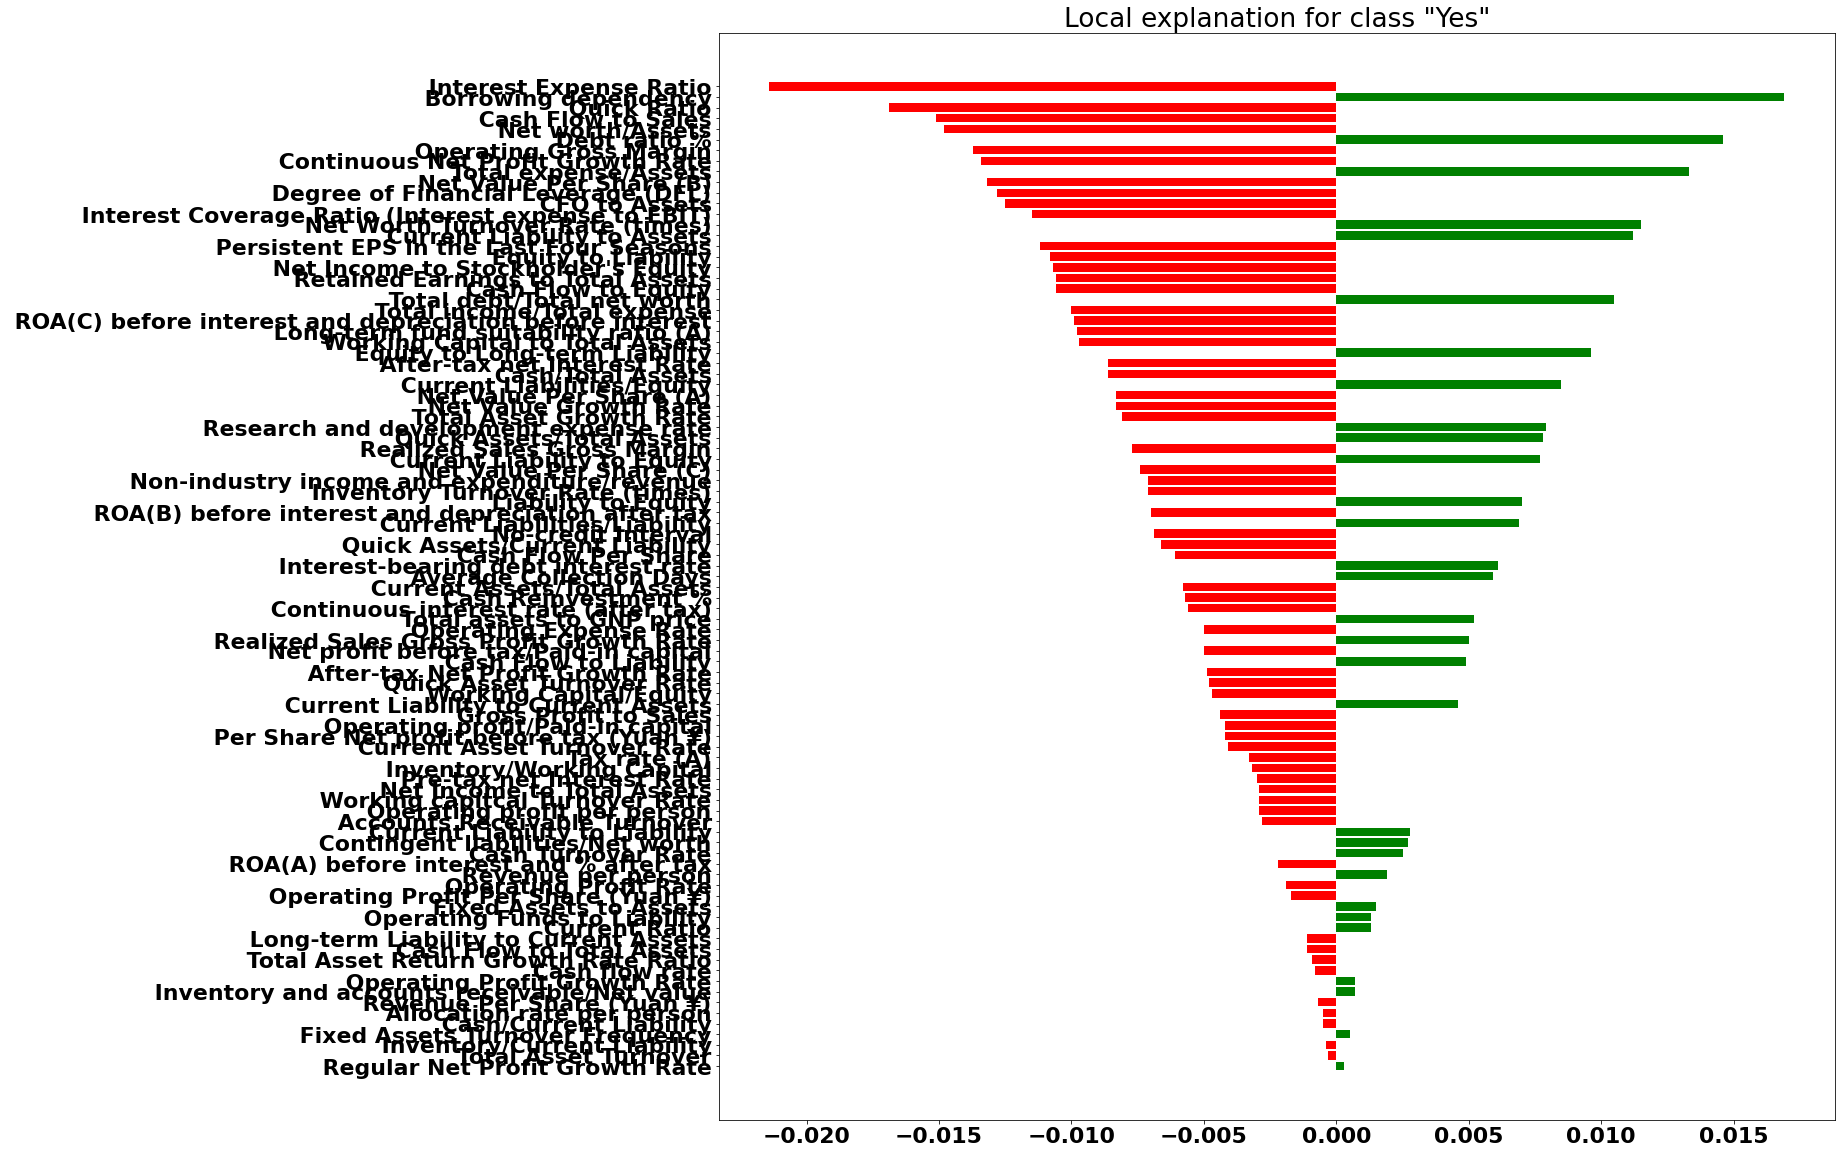 Local explanation for class "Yes"
Interest Expense Ratio
Borrowing dependency
Quick Ratio
Cash Flow to Sales
Net worth/Assets
Debt ratio %
Operating Gross Margin
Continuous Net Profit Growth Rate
Total expense/Assets
Net Value Per Share (B)
Degree of Financial Leverage (DFL)
CFO to Assets
Interest Coverage Ratio (Interest expense to EBIT)
Net Worth Turnover Rate (times)
Current Liability to Assets
Persistent EPS in the Last Four Seasons
Equity to Liability
Net Income to Stockholder's Equity
Retained Earnings to Total Assets
Cash Flow to Equity
Total debt/Total net worth
Total income/Total expense
ROA(C) before interest and depreciation before interest
Long-term fund suitability ratio (A)
Working Capital to Total Assets
Equity to Long-term Liability
After-tax net Interest Rate
Cash/Total Assets
Current Liabilities/Equity
Net Value Per Share (A)
Net Value Growth Rate
Total Asset Growth Rate
Research and development expense rate
Quick Assets/Total Assets
Realized Sales Gross Margin
Current Liability to Equity
Net Value Per Share (C)
Non-industry income and expenditure/revenue
Inventory Turnover Rate (times)
Liability to Equity
ROA(B) before interest and depreciation after tax
Current Liabilities/Liability
No-credit Interval
Quick Assets/Current Liability
Cash Flow Per Share
Interest-bearing debt interest rate
Average Collection Days
Current Assets/Total Assets
Cash Reinvestment %
Continuous interest rate (after tax)
Total assets to GNP price
Operating Expense Rate
Realized Sales Gross Profit Growth Rate
Net profit before tax/Paid-in capital
Cash Flow to Liability
After-tax Net Profit Growth Rate
Quick Asset Turnover Rate
Working Capital/Equity
Current Liability to Current Assets
Gross Profit to Sales
Operating profit/Paid-in capital
Per Share Net profit before tax (Yuan ¥)
Current Asset Turnover Rate
Tax rate (A)
Inventory/Working Capital
Pre-tax net Interest Rate
Net Income to Total Assets
Working capitcal Turnover Rate
Operating profit per person
Accounts Receivable Turnover
Current Liability to Liability
Contingent liabilities/Net worth
Cash Turnover Rate
ROA(A) before interest and % after tax
Revenue per person
Operating Profit Rate
Operating Profit Per Share (Yuan ¥)
Fixed Assets to Assets
Operating Funds to Liability
Current Ratio
Long-term Liability to Current Assets
Cash Flow to Total Assets
Total Asset Return Growth Rate Ratio
Cash flow rate
Operating Profit Growth Rate
Inventory and accounts receivable/Net value
Revenue Per Share (Yuan ¥)
Allocation rate per person
Cash/Current Liability
Fixed Assets Turnover Frequency
Inventory/Current Liability
Total Asset Turnover
Regular Net Profit Growth Rate
−0.020 −0.015 −0.010 −0.005 0.000 0.005 0.010 0.015